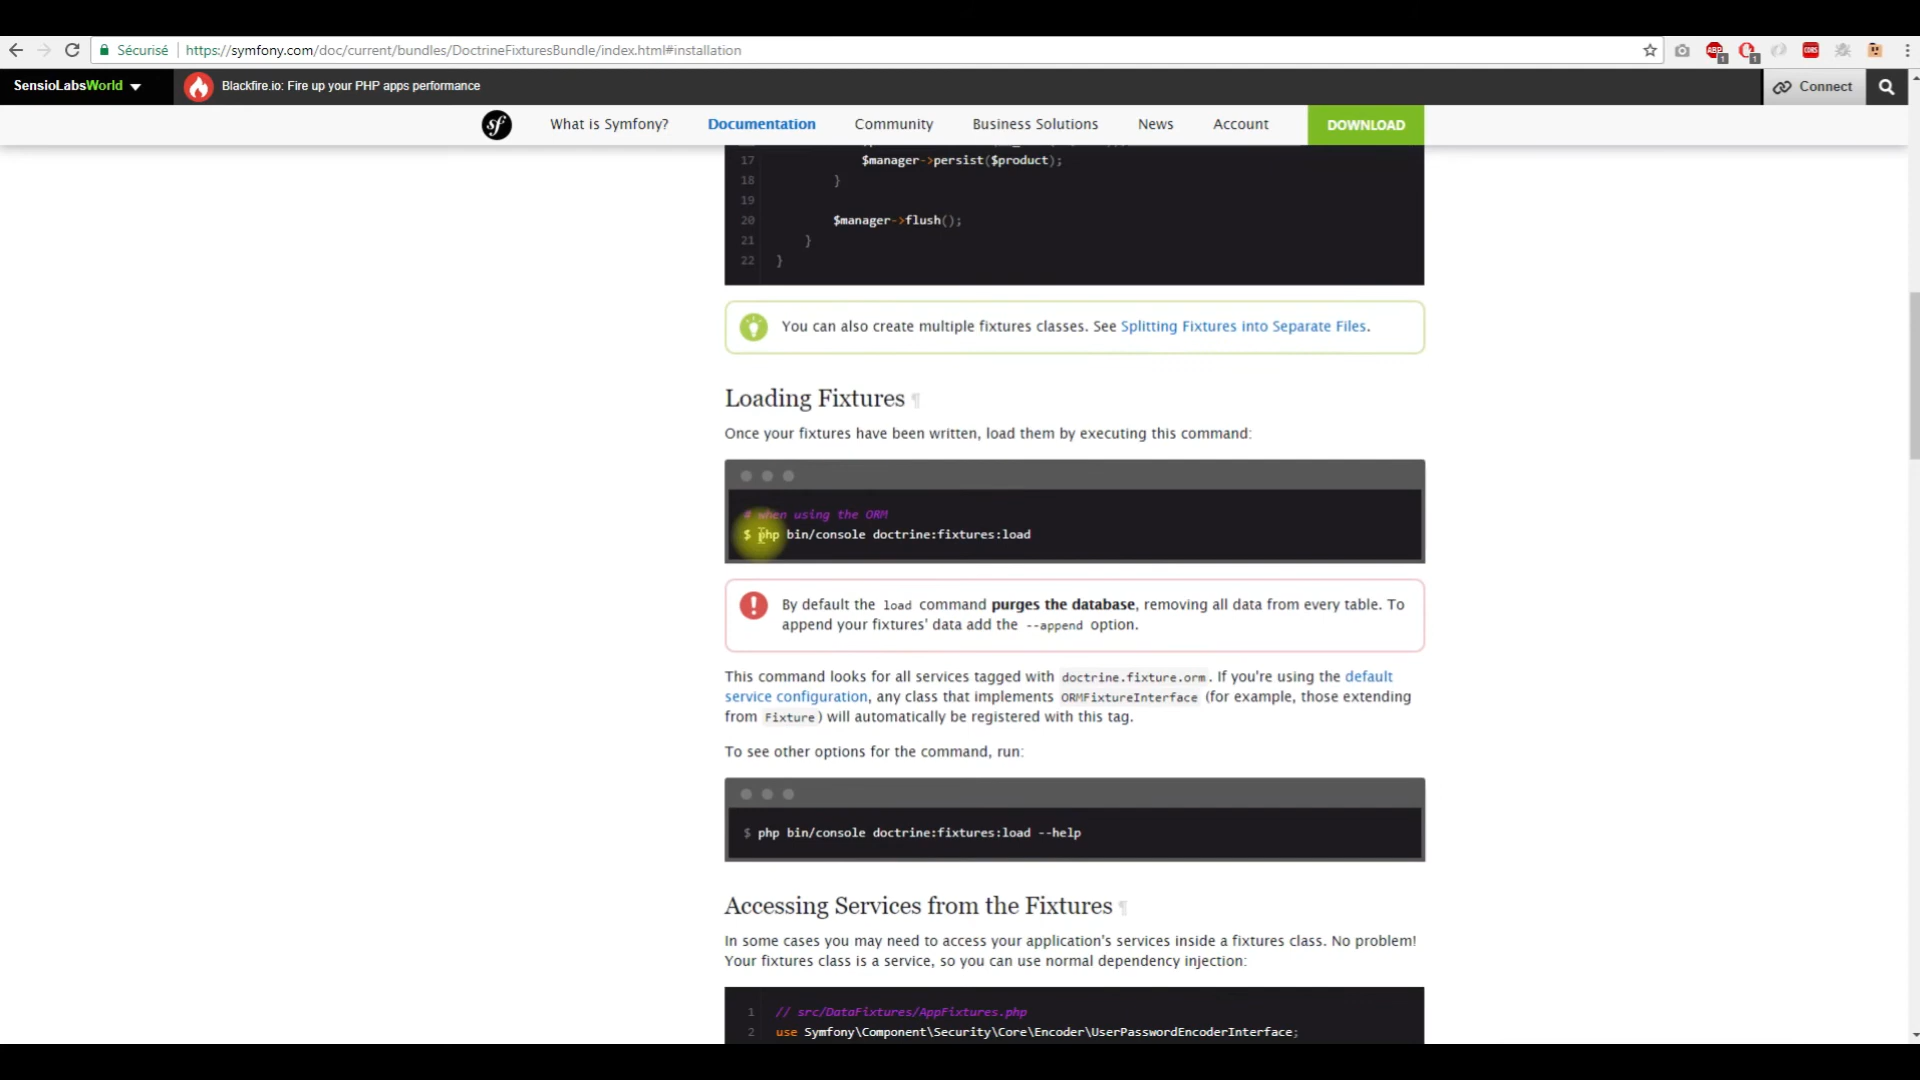 Sécurisé https://symfony.com/doc/current/bundles/DoctrineFixturesBundle/index.html#installation
SensioLabsWorld Blackfire.io: Fire up your PHP apps performance Connect
sf What is Symfony? Documentation Community Business Solutions News Account DOWNLOAD
17 $manager->persist($product);
18 }
19
20 $manager->flush();
21 }
22 }
You can also create multiple fixtures classes. See Splitting Fixtures into Separate Files.
Loading Fixtures ¶
Once your fixtures have been written, load them by executing this command:
# when using the ORM
$ php bin/console doctrine:fixtures:load
By default the load command purges the database, removing all data from every table. To
append your fixtures' data add the --append option.
This command looks for all services tagged with doctrine.fixture.orm. If you're using the default
service configuration, any class that implements ORMFixtureInterface (for example, those extending
from Fixture) will automatically be registered with this tag.
To see other options for the command, run:
$ php bin/console doctrine:fixtures:load --help
Accessing Services from the Fixtures ¶
In some cases you may need to access your application's services inside a fixtures class. No problem!
Your fixtures class is a service, so you can use normal dependency injection:
1 // src/DataFixtures/AppFixtures.php
2 use Symfony\Component\Security\Core\Encoder\UserPasswordEncoderInterface;